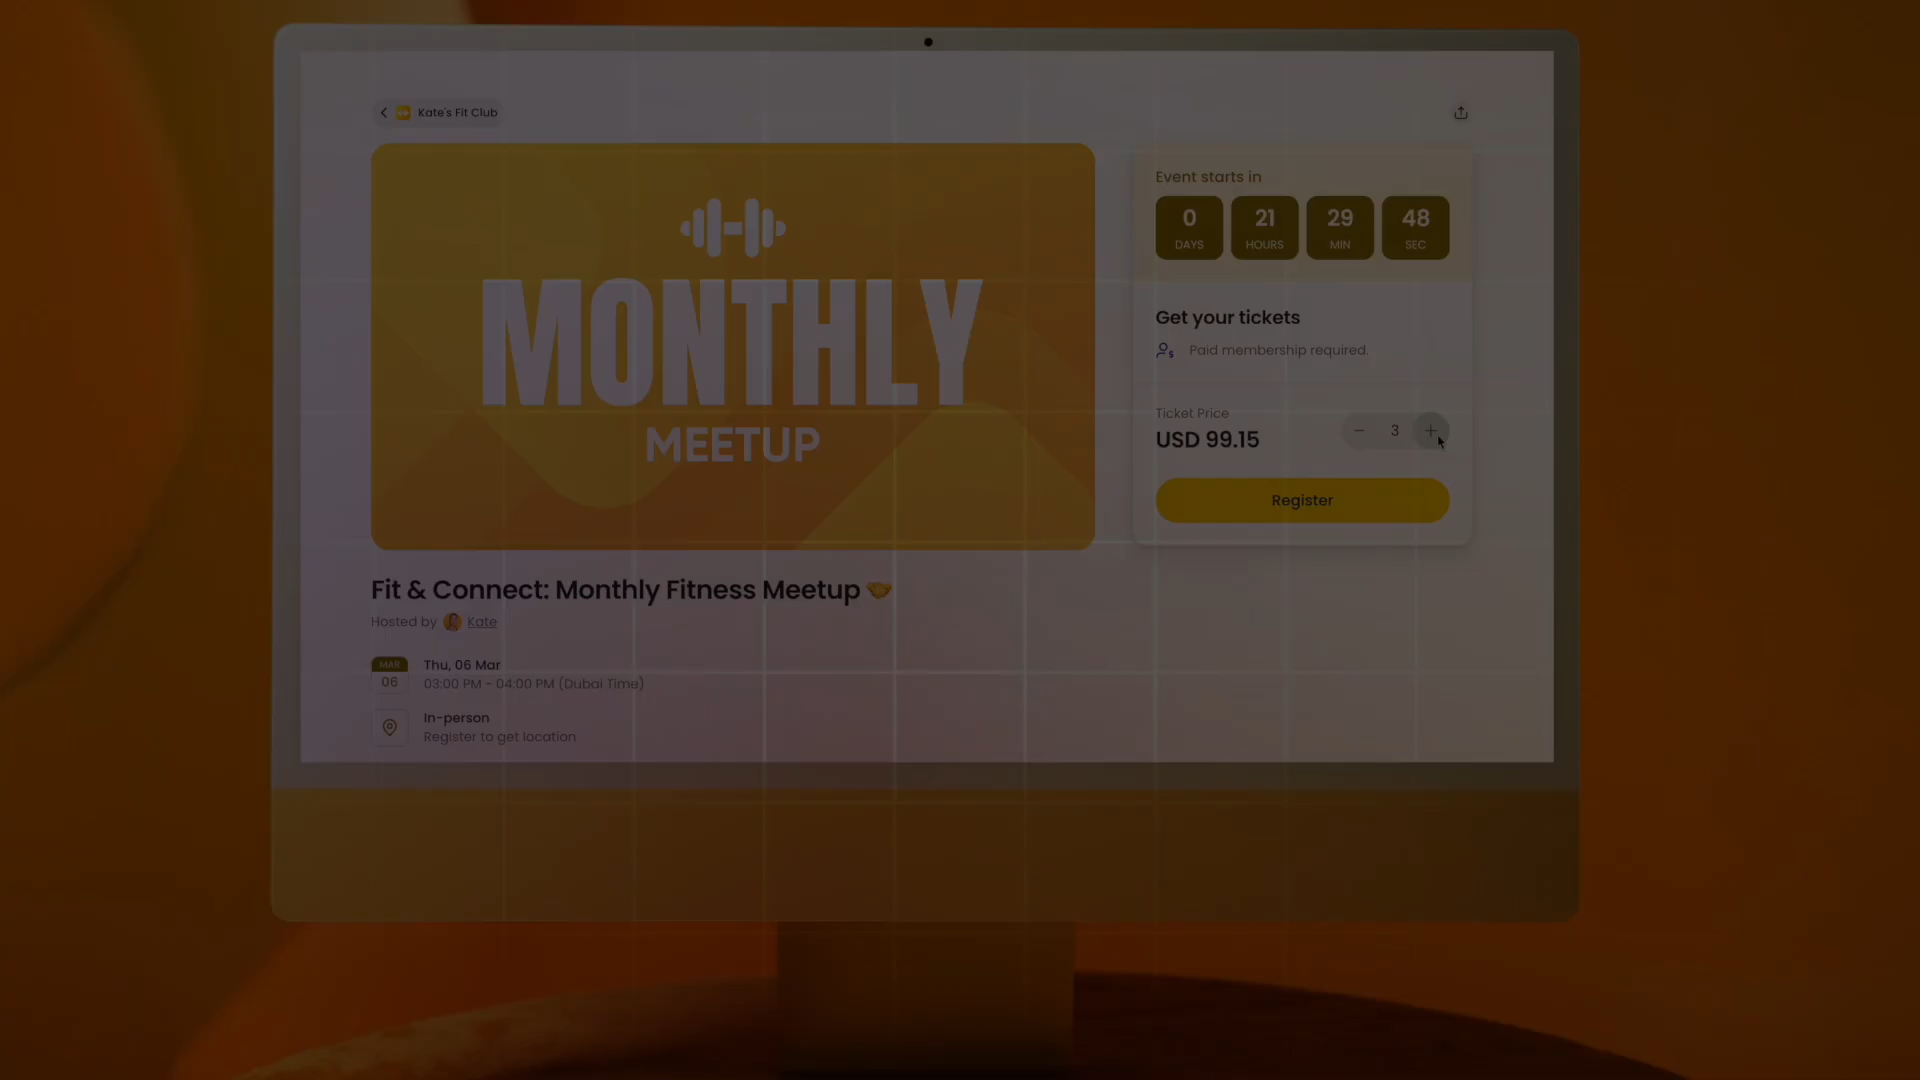 Kate's Fit Club
MONTHLY
MEETUP
Event starts in
0 21 29 48
DAYS HOURS MIN SEC
Get your tickets
Paid membership required.
Ticket Price
USD 99.15
3
Register
Fit & Connect: Monthly Fitness Meetup 🤝
Hosted by Kate
MAR
06
Thu, 06 Mar
03:00 PM - 04:00 PM (Dubai Time)
In-person
Register to get location